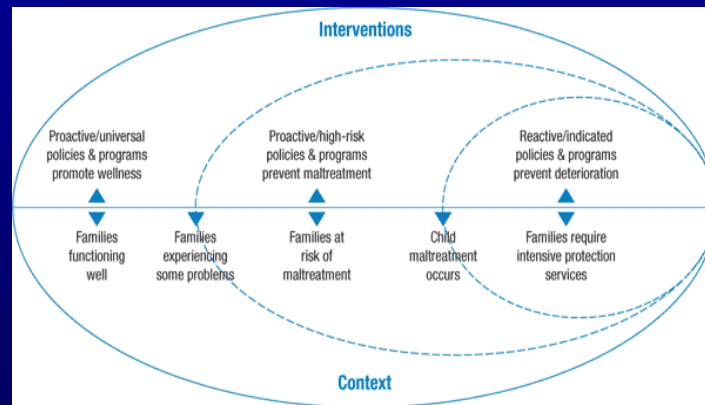 Interventions
Proactive/universal
policies & programs
promote wellness
Proactive/high-risk
policies & programs
prevent maltreatment
Reactive/indicated
policies & programs
prevent deterioration
Families
functioning
well
Families
experiencing
some problems
Families at
risk of
maltreatment
Child
maltreatment
occurs
Families require
intensive protection
services
Context